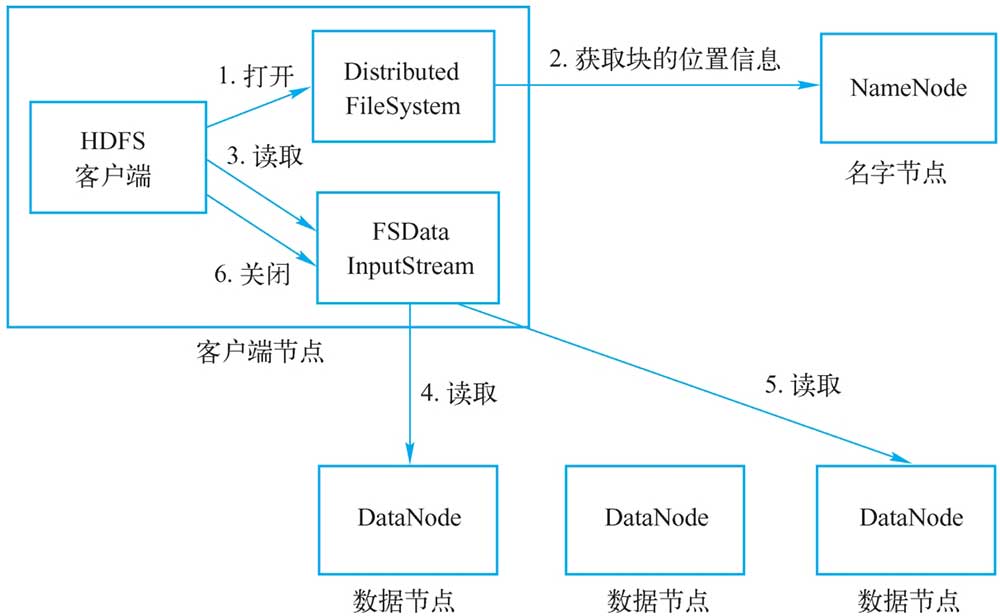 1. 打开
Distributed
FileSystem
2. 获取块的位置信息
NameNode
名字节点
HDFS
客户端
3. 读取
FSData
InputStream
6. 关闭
客户端节点
4. 读取
5. 读取
DataNode
DataNode
DataNode
数据节点
数据节点
数据节点